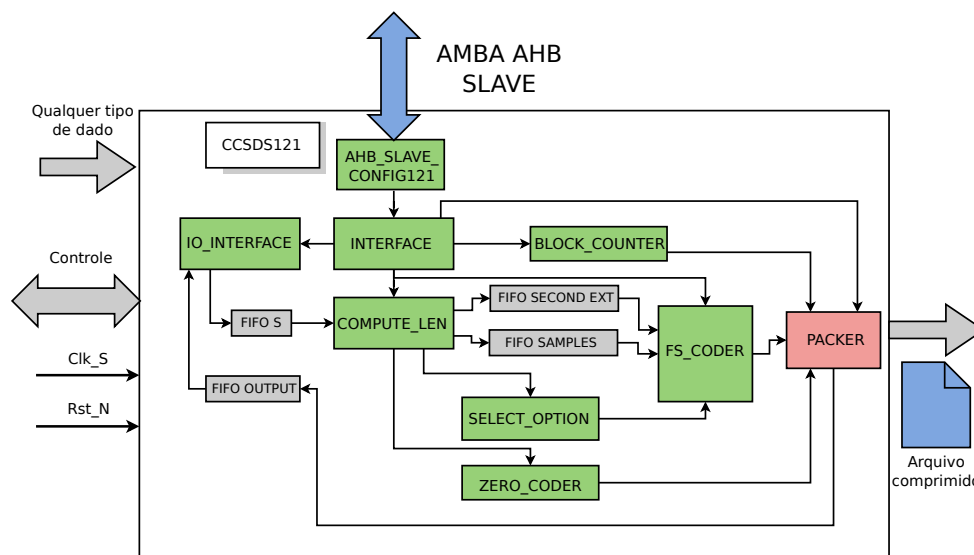 AMBA AHB
SLAVE
Qualquer tipo
de dado
CCSDS121
AHB_SLAVE_
CONFIG121
IO_INTERFACE
INTERFACE
BLOCK_COUNTER
Controle
FIFO SECOND EXT
FIFO S
COMPUTE_LEN
FIFO SAMPLES
FS_CODER
PACKER
Clk_S
FIFO OUTPUT
Rst_N
SELECT_OPTION
ZERO_CODER
Arquivo
comprimido